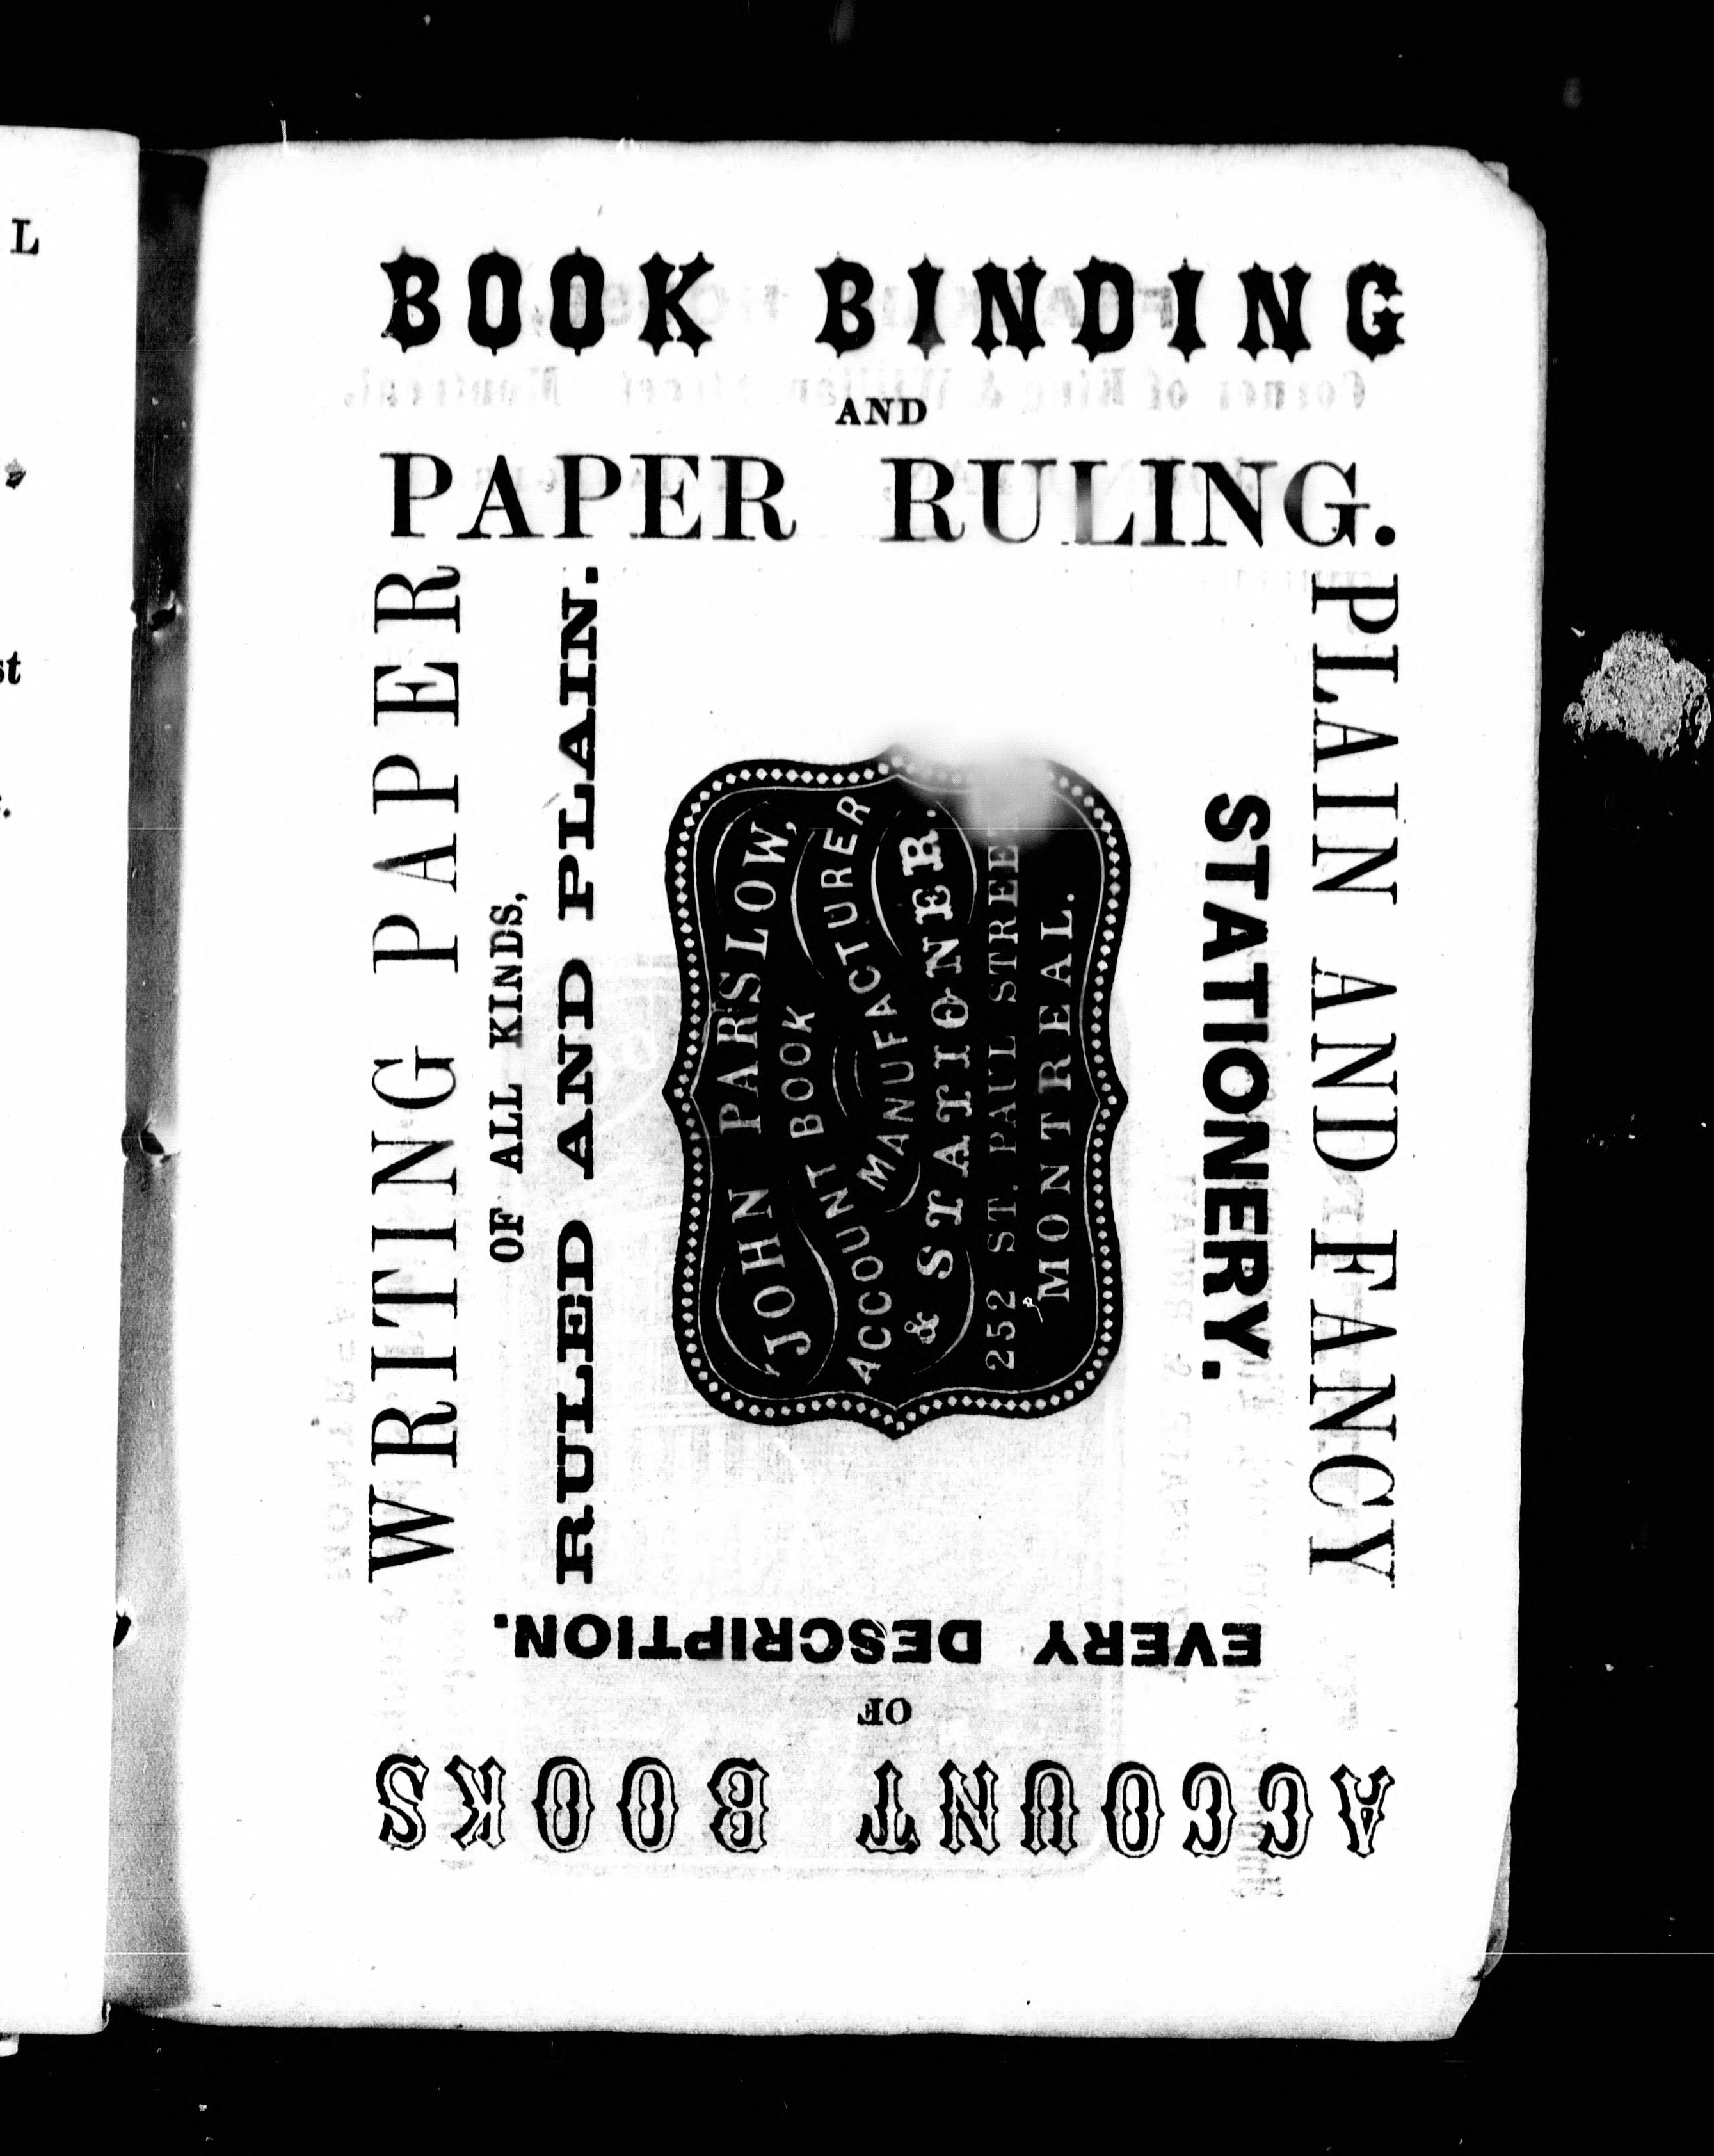 BOOK BINDING
AND
PAPER RULING.
WRITING PAPER
OF ALL KINDS,
RULED AND PLAIN.
JOHN PARSLOW,
ACCOUNT BOOK
MANUFACTURER
& STATIONER.
252 ST. PAUL STREET
MONTREAL.
PLAIN AND FANCY
STATIONERY.
ACCOUNT BOOKS
OF
EVERY DESCRIPTION.
L
st